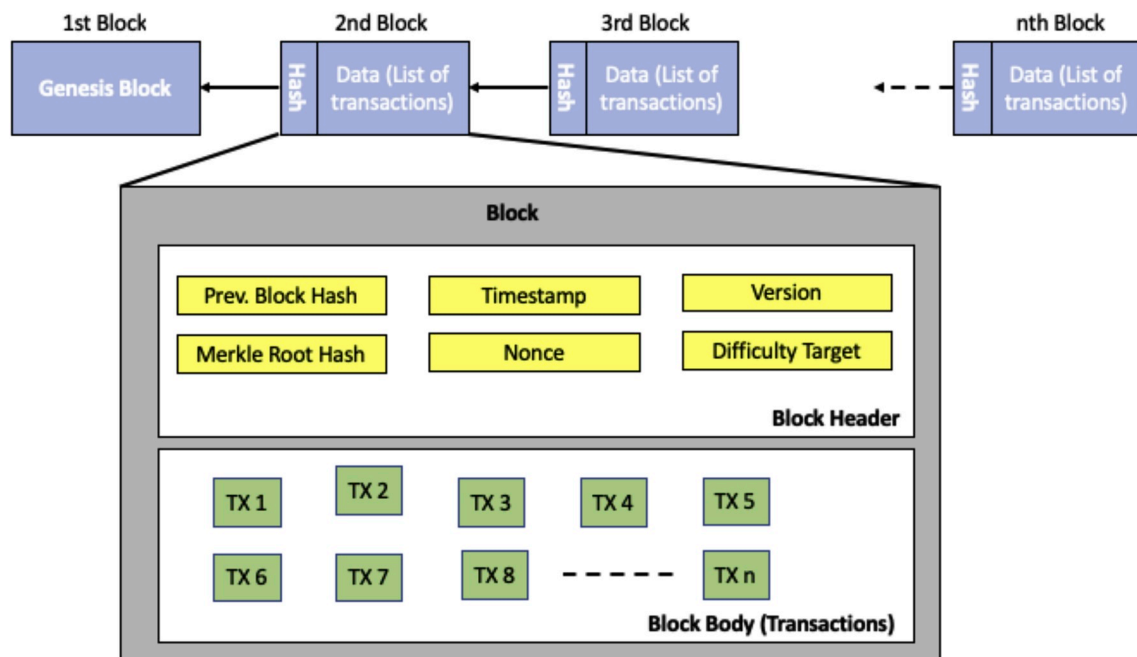 1st Block
2nd Block
3rd Block
nth Block
Genesis Block
Hash
Data (List of
transactions)
Hash
Data (List of
transactions)
Hash
Data (List of
transactions)
Block
Prev. Block Hash
Timestamp
Version
Merkle Root Hash
Nonce
Difficulty Target
Block Header
TX 1
TX 2
TX 3
TX 4
TX 5
TX 6
TX 7
TX 8
TX n
Block Body (Transactions)